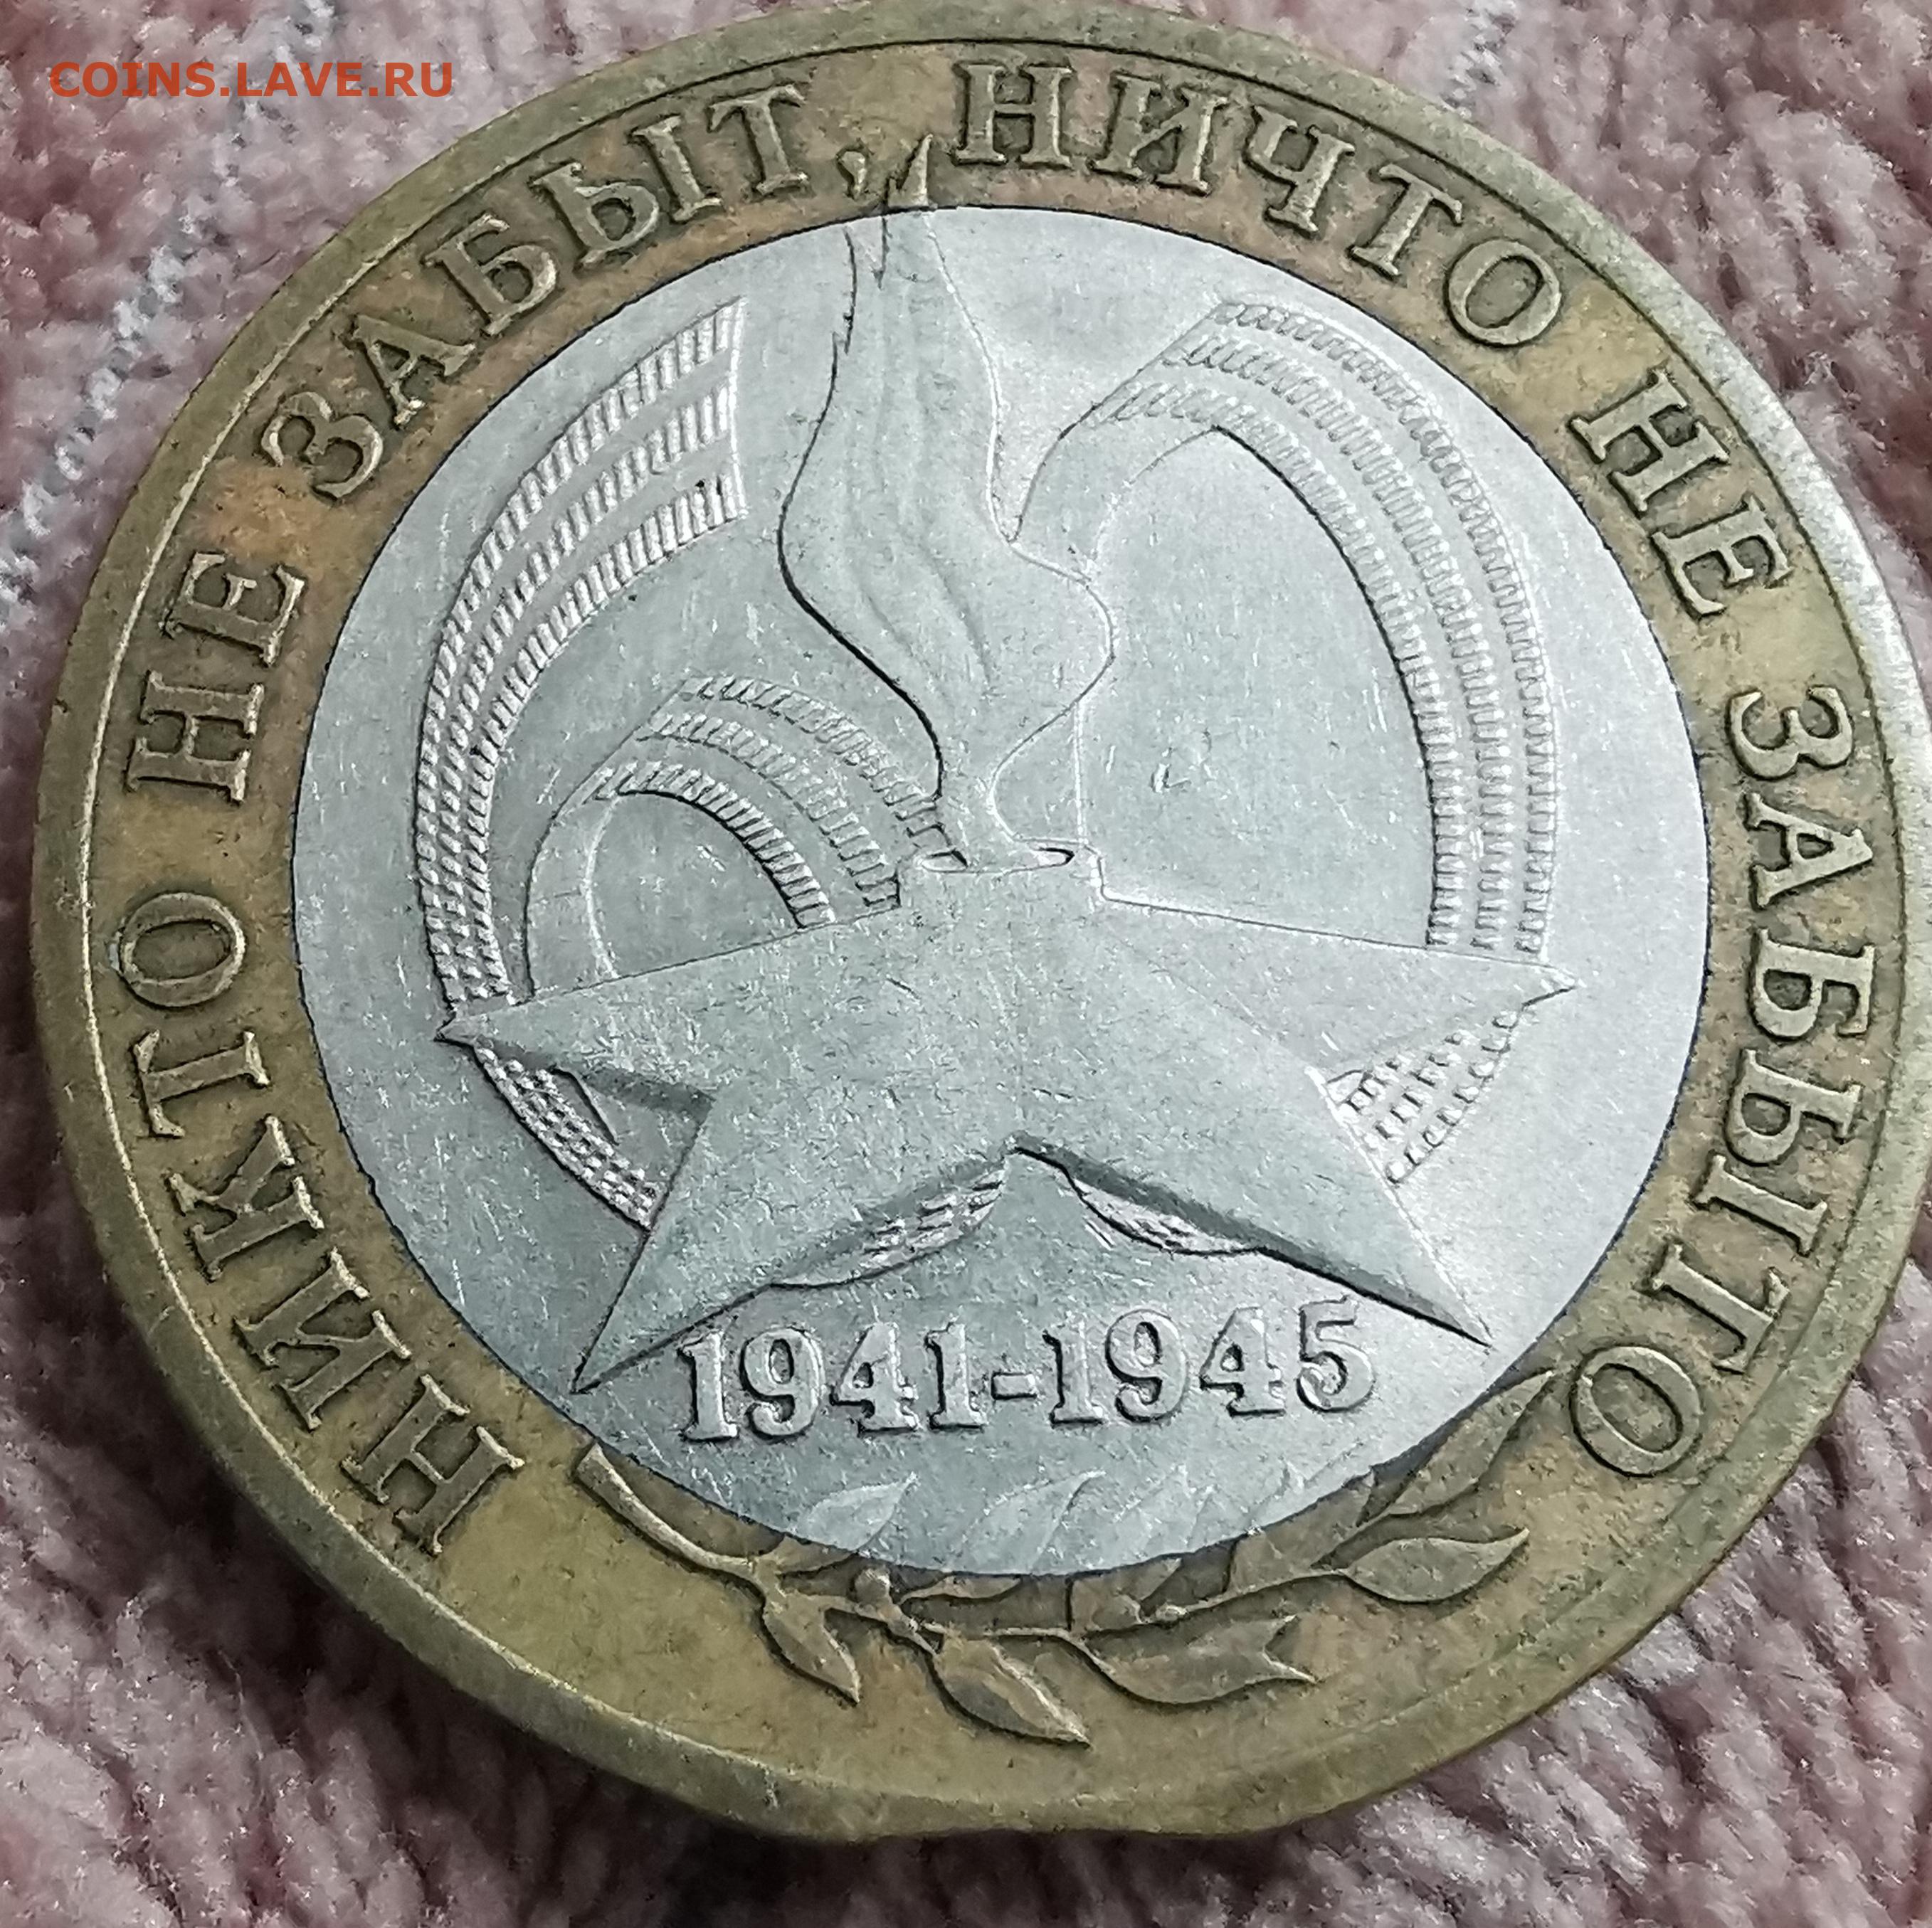 COINS.LAVE.RU
НИКТО НЕ ЗАБЫТ, НИЧТО НЕ ЗАБЫТО
1941-1945